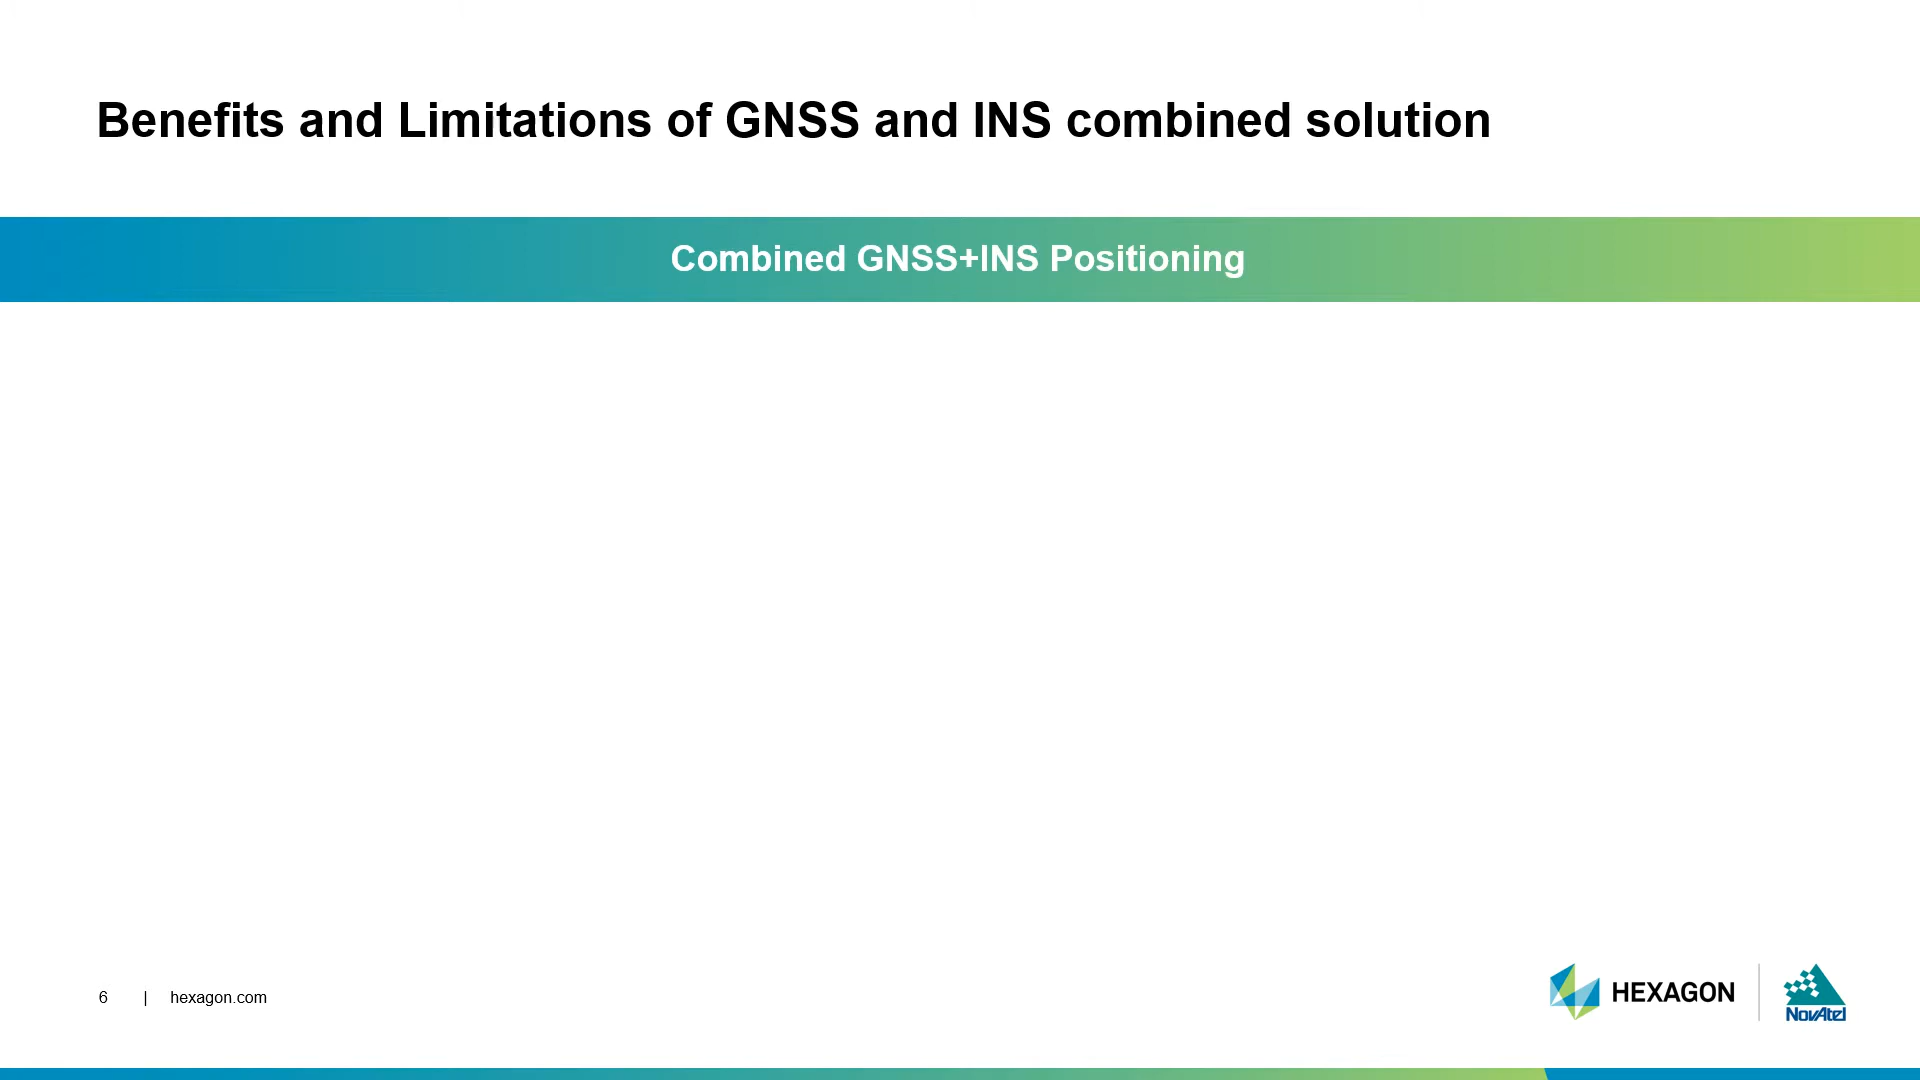 Benefits and Limitations of GNSS and INS combined solution
Combined GNSS+INS Positioning
6 | hexagon.com
HEXAGON
NovAtel